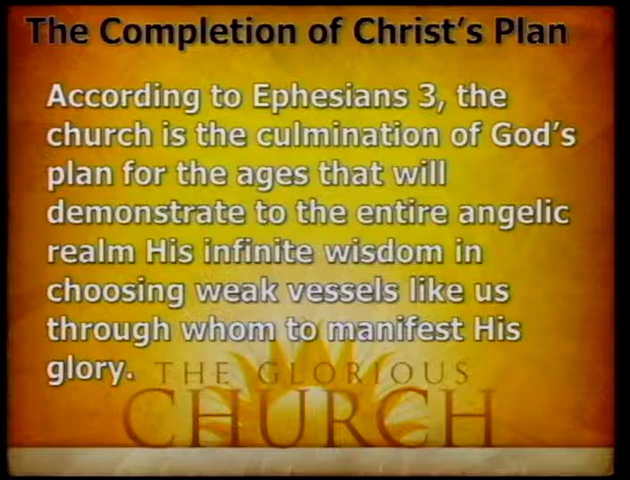 The Completion of Christ's Plan
According to Ephesians 3, the
church is the culmination of God's
plan for the ages that will
demonstrate to the entire angelic
realm His infinite wisdom in
choosing weak vessels like us
through whom to manifest His
glory.
THE GLORIOUS
CHURCH